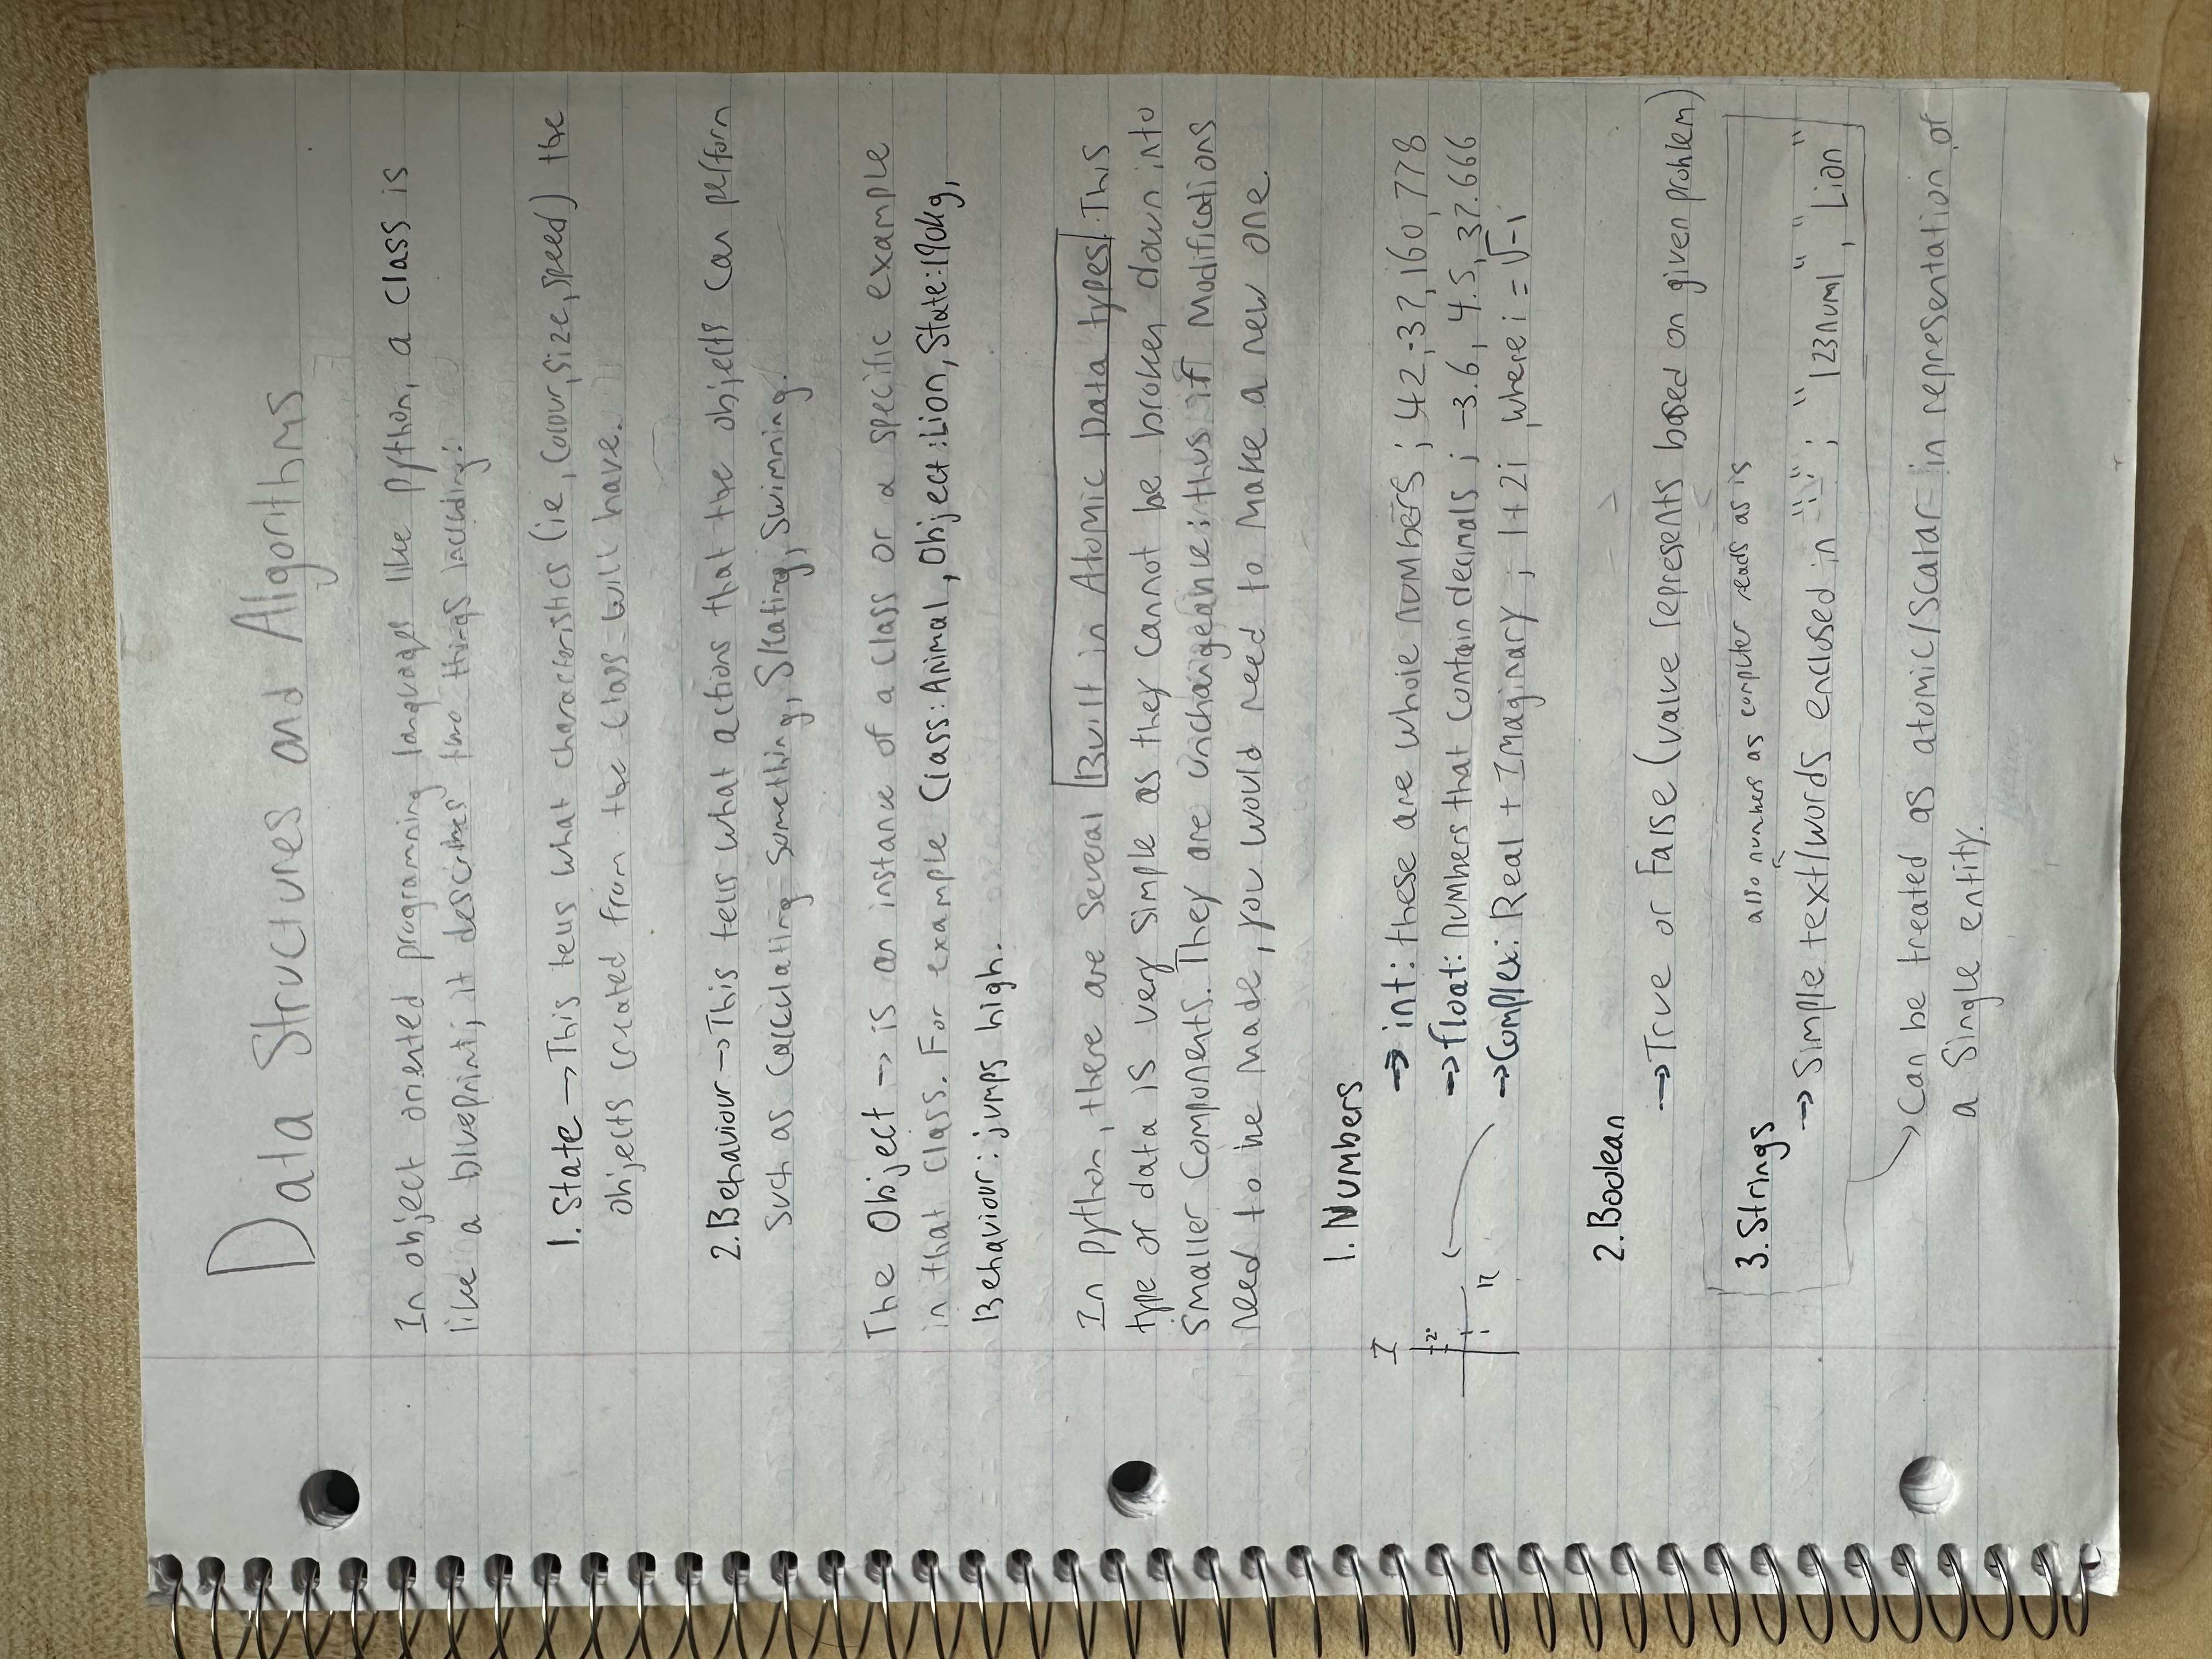 Data Structures and Algorithms
In object oriented programming languages like python, a class is
like a blueprint; it describes two things including:
1. State → This tells what characteristics (ie, Colour, size, speed) the
objects created from the class will have.
2. Behaviour → This tells what actions that the objects can perform
such as calculating something, Skating, swimming.
The Object → is an instance of a class or a specific example
in that class. For example Class: Animal, Object: Lion, State: 190kg,
Behaviour: jumps high.
In python, there are several Built in Atomic Data types. This
type of data is very simple as they cannot be broken down into
smaller components. They are unchangeable; thus if modifications
need to be made, you would need to make a new one.
1. Numbers
→ int: these are whole numbers ; 42, -37, 160, 778
→ float: numbers that contain decimals ; -3.6, 4.5, 37.666
→ Complex: Real + Imaginary ; 1+2i, where i = √-1
I
2
1
R
2. Boolean
→ True or False (value represents based on given problem)
3. Strings
also numbers as computer reads as is
→ Simple text/words enclosed in " " ; "123num1", "Lion"
→ Can be treated as atomic/scalar in representation of
a single entity.